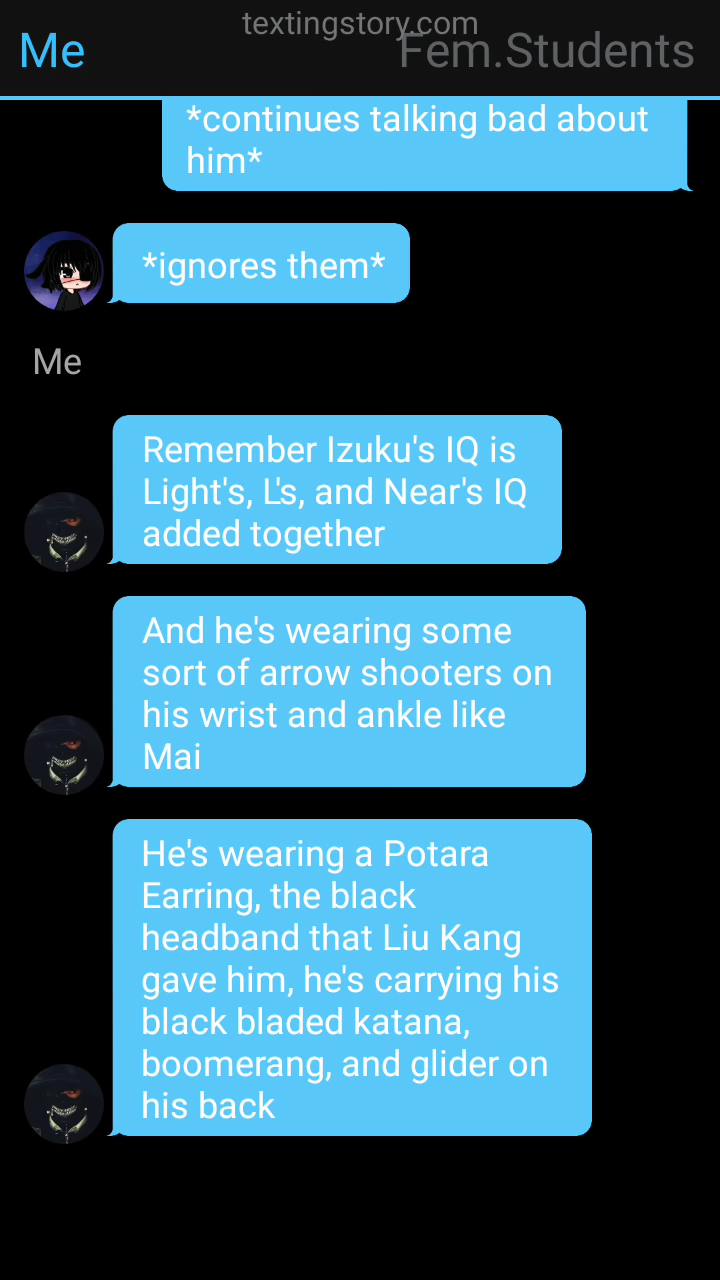 textingstory.com
Me
Fem.Students
*continues talking bad about
him*
*ignores them*
Me
Remember Izuku's IQ is
Light's, L's, and Near's IQ
added together
And he's wearing some
sort of arrow shooters on
his wrist and ankle like
Mai
He's wearing a Potara
Earring, the black
headband that Liu Kang
gave him, he's carrying his
black bladed katana,
boomerang, and glider on
his back